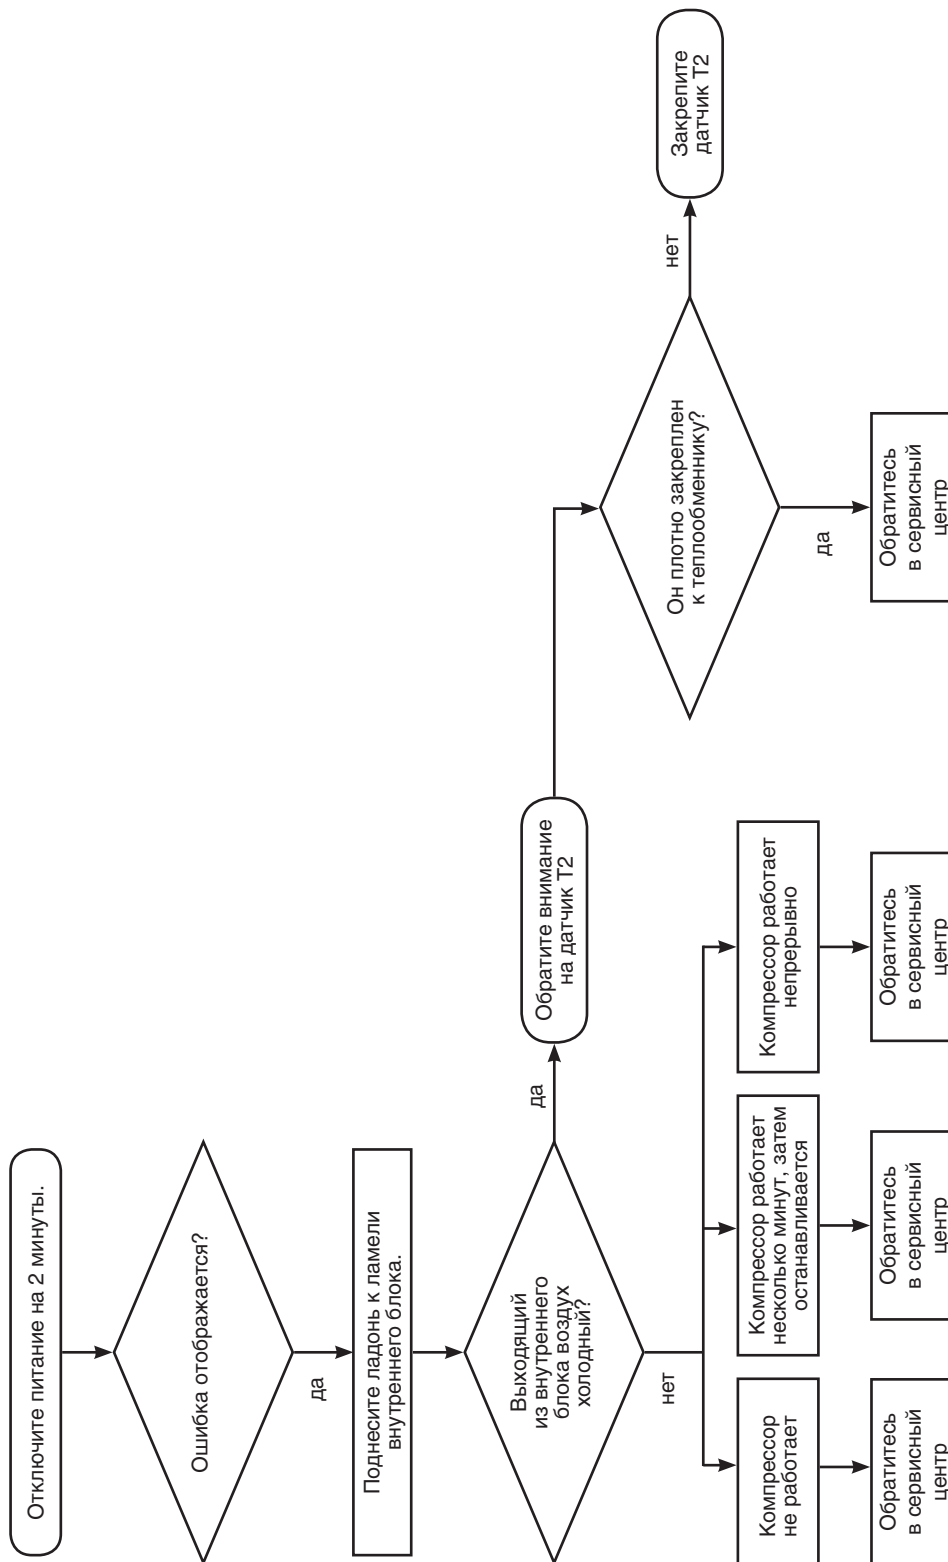 Отключите питание на 2 минуты.
Ошибка отображается?
да
Поднесите ладонь к ламели
внутреннего блока.
Выходящий
из внутреннего
блока воздух
холодный?
да
Обратите внимание
на датчик Т2
Он плотно закреплен
к теплообменнику?
нет
Закрепите
датчик Т2
да
Обратитесь
в сервисный
центр
нет
Компрессор
не работает
Компрессор работает
несколько минут, затем
останавливается
Компрессор работает
непрерывно
Обратитесь
в сервисный
центр
Обратитесь
в сервисный
центр
Обратитесь
в сервисный
центр